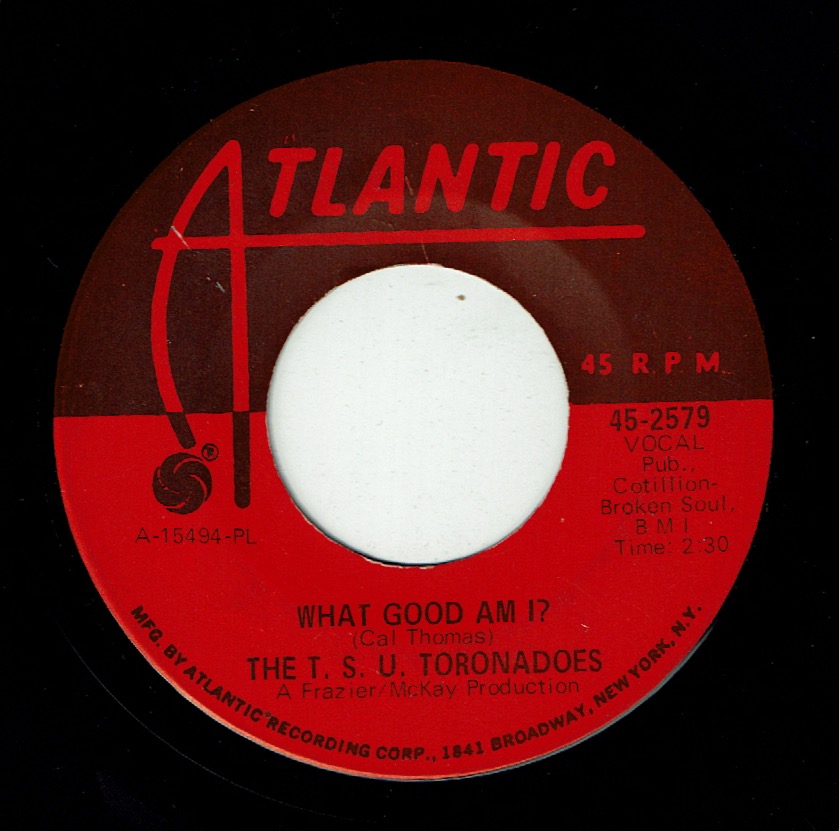 ATLANTIC
45 R.P.M.
45-2579
VOCAL
Pub.,
Cotillion-
Broken Soul,
BMI
Time: 2:30
®
A-15494-PL
WHAT GOOD AM I?
(Cal Thomas)
THE T. S. U. TORONADOES
A Frazier/McKay Production
MFG. BY ATLANTIC RECORDING CORP., 1841 BROADWAY, NEW YORK, N.Y.